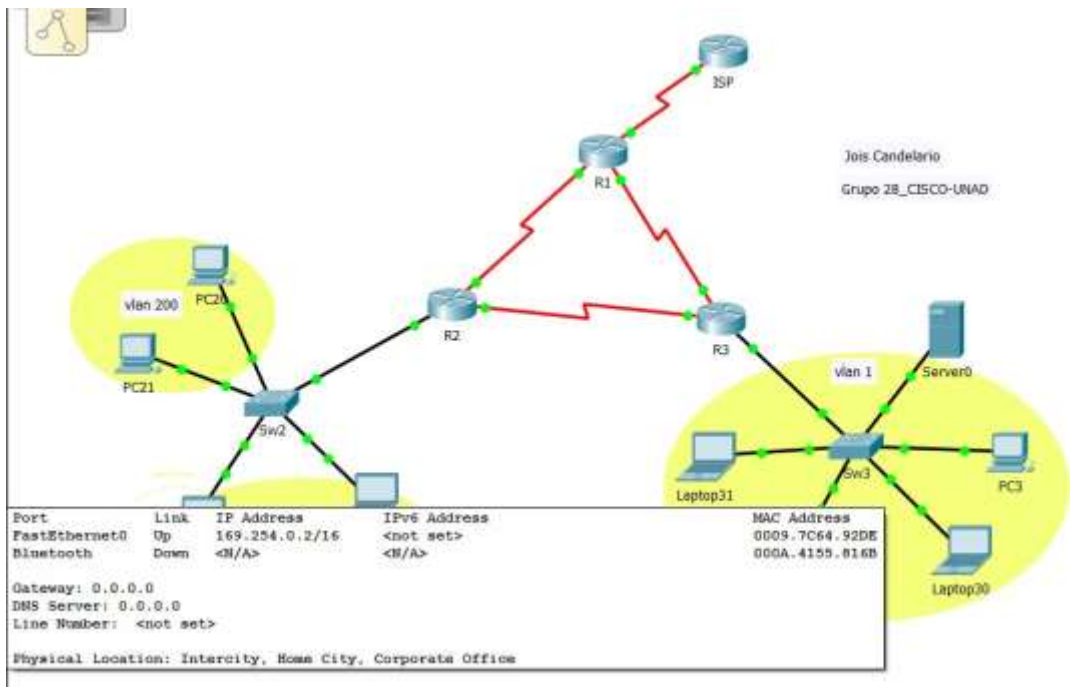 ISP
R1
Jois Candelario
Grupo 28_CISCO-UNAD
vlan 200
PC20
PC21
R2
R3
vlan 1
Server0
Sw2
Sw3
Laptop31
PC3
Laptop30
Port Link IP Address IPv6 Address MAC Address
FastEthernet0 Up 169.254.0.2/16 <not set> 0009.7C64.92DE
Bluetooth Down <N/A> <N/A> 000A.4155.816B
Gateway: 0.0.0.0
DNS Server: 0.0.0.0
Line Number: <not set>
Physical Location: Intercity, Home City, Corporate Office